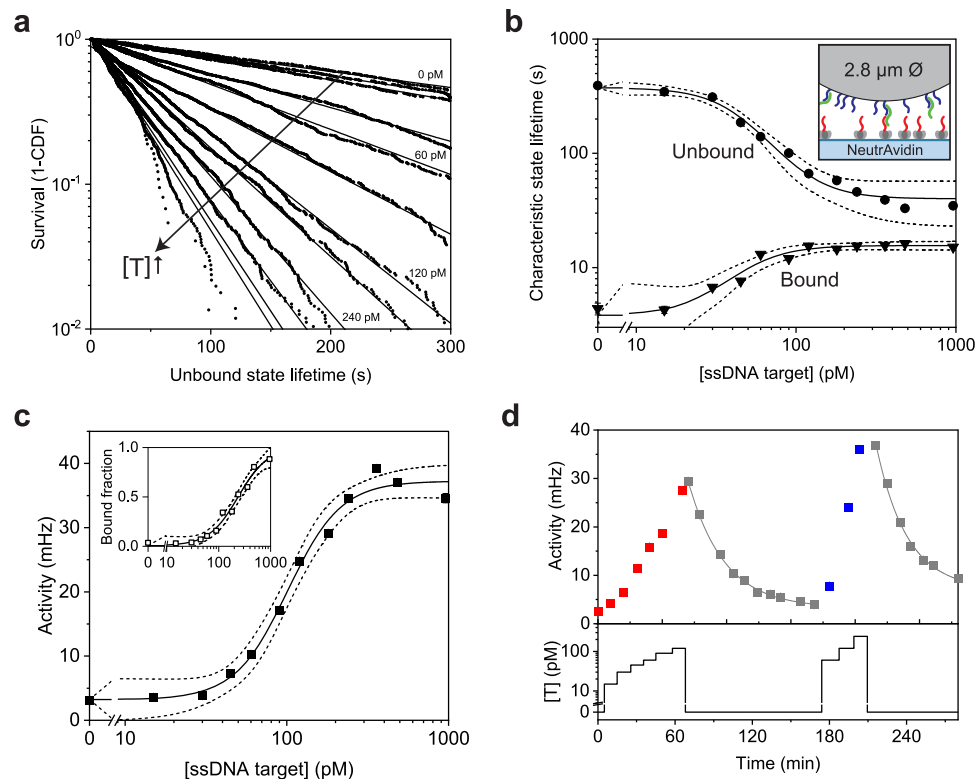 a
Survival (1-CDF)
10⁰
10⁻¹
10⁻²
0 pM
60 pM
120 pM
240 pM
[T]↑
0 100 200 300
Unbound state lifetime (s)
b
Characteristic state lifetime (s)
1000
100
10
2.8 µm Ø
NeutrAvidin
Unbound
Bound
0 10 100 1000
[ssDNA target] (pM)
c
Activity (mHz)
40
30
20
10
0
Bound fraction
1.0
0.5
0.0
0 10 100 1000
0 10 100 1000
[ssDNA target] (pM)
d
Activity (mHz)
40
30
20
10
0
[T] (pM)
100
10
0
0 60 120 180 240
Time (min)